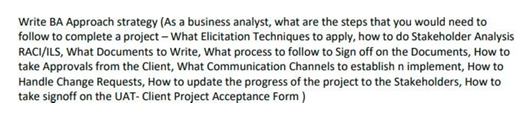 Write BA Approach strategy (As a business analyst, what are the steps that you would need to
follow to complete a project – What Elicitation Techniques to apply, how to do Stakeholder Analysis
RACI/ILS, What Documents to Write, What process to follow to Sign off on the Documents, How to
take Approvals from the Client, What Communication Channels to establish n implement, How to
Handle Change Requests, How to update the progress of the project to the Stakeholders, How to
take signoff on the UAT- Client Project Acceptance Form )